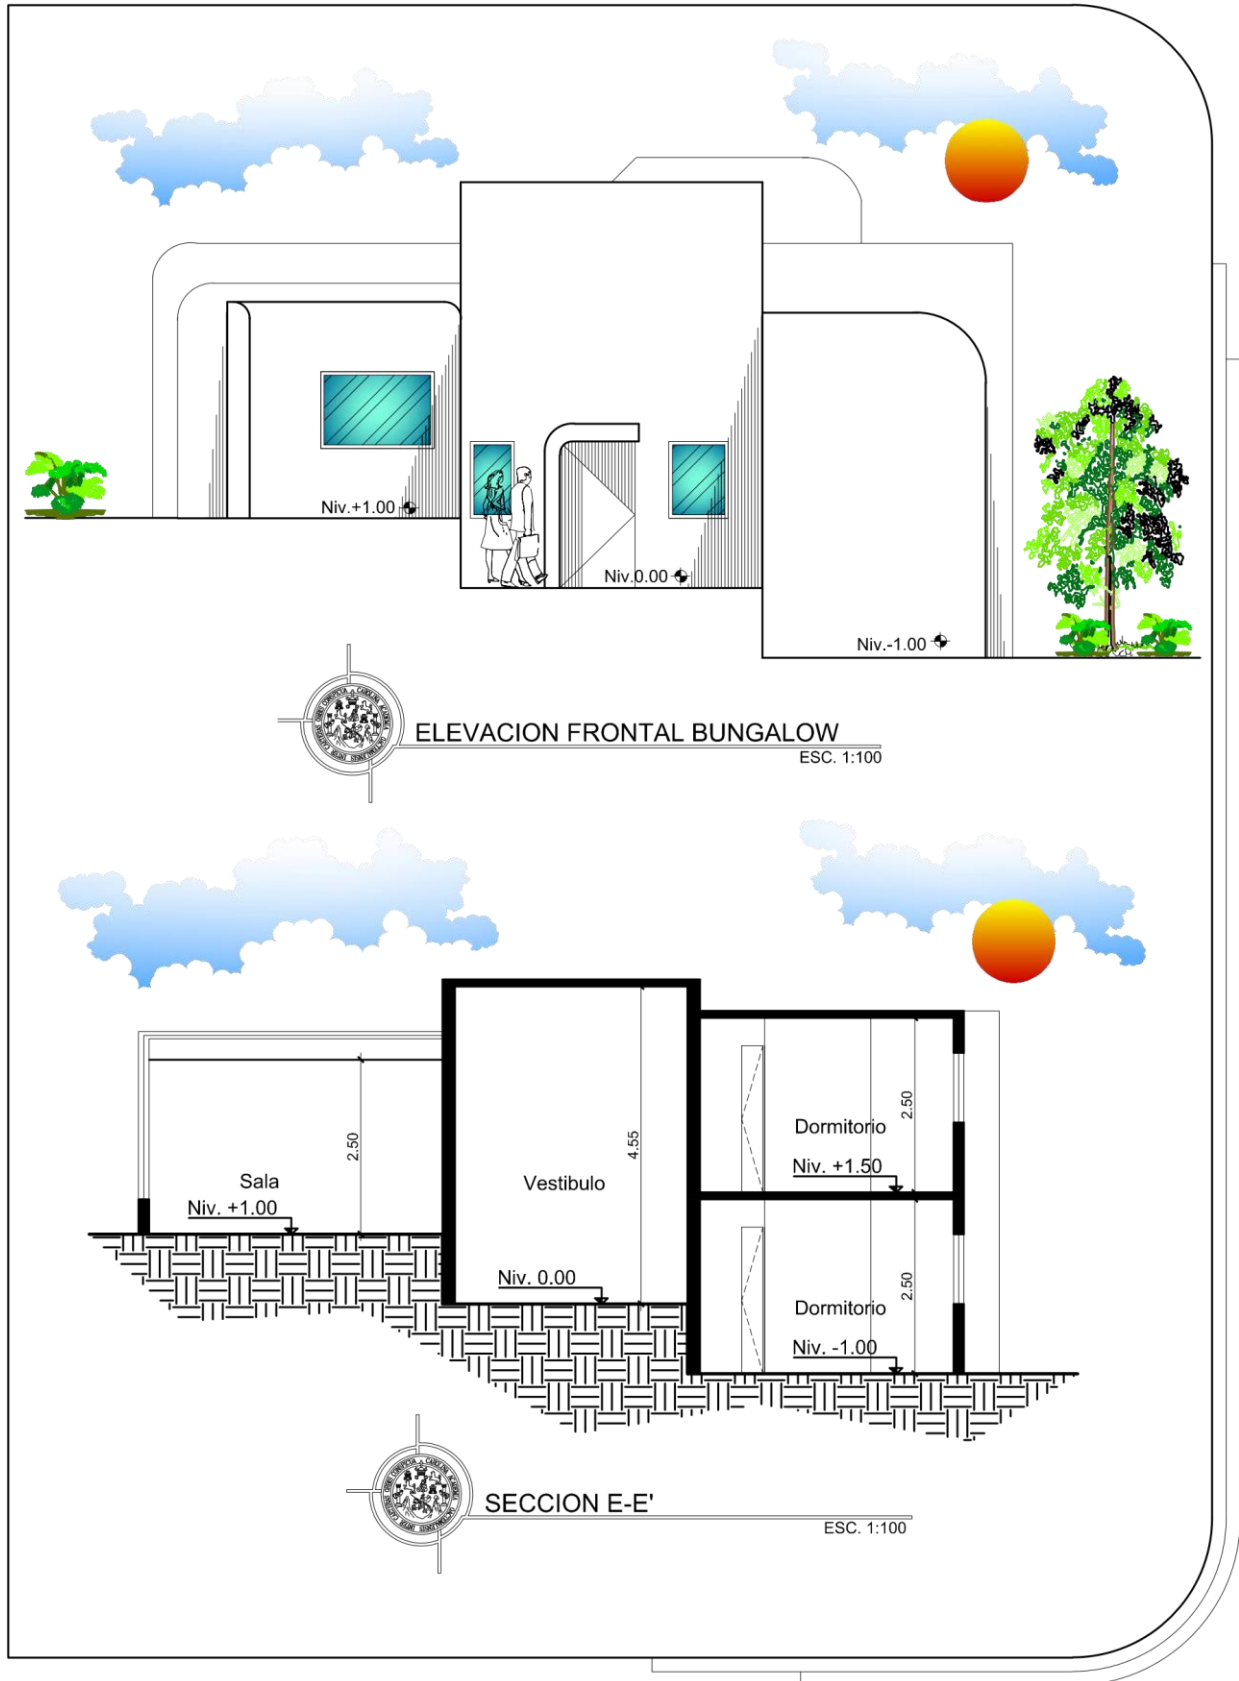 Niv.+1.00
Niv.0.00
Niv.-1.00
ELEVACION FRONTAL BUNGALOW
ESC. 1:100
2.50
4.55
2.50
Dormitorio
Niv. +1.50
Sala
Niv. +1.00
Vestibulo
Niv. 0.00
2.50
Dormitorio
Niv. -1.00
SECCION E-E'
ESC. 1:100